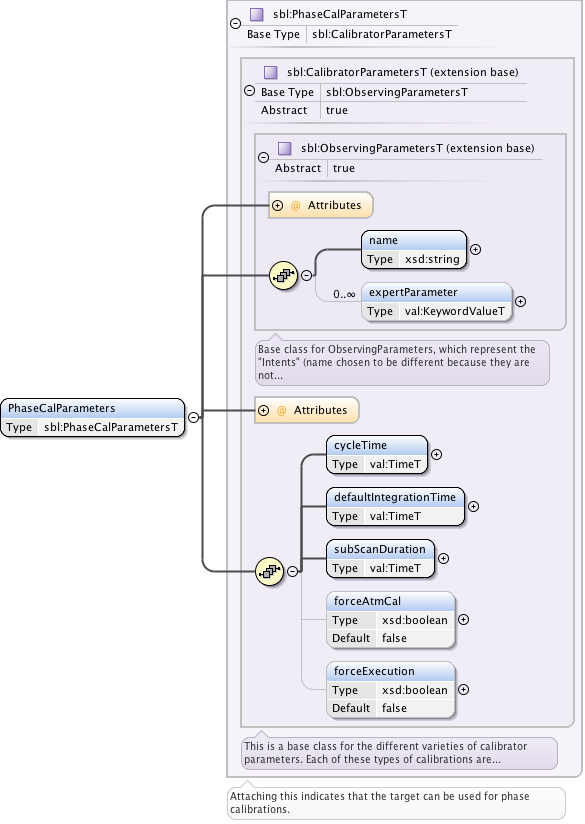 sbl:PhaseCalParametersT
Base Type sbl:CalibratorParametersT
sbl:CalibratorParametersT (extension base)
Base Type sbl:ObservingParametersT
Abstract true
sbl:ObservingParametersT (extension base)
Abstract true
@ Attributes
name
Type xsd:string
0..∞
expertParameter
Type val:KeywordValueT
Base class for ObservingParameters, which represent the
"Intents" (name chosen to be different because they are
not...
PhaseCalParameters
Type sbl:PhaseCalParametersT
@ Attributes
cycleTime
Type val:TimeT
defaultIntegrationTime
Type val:TimeT
subScanDuration
Type val:TimeT
forceAtmCal
Type xsd:boolean
Default false
forceExecution
Type xsd:boolean
Default false
This is a base class for the different varieties of calibrator
parameters. Each of these types of calibrations are...
Attaching this indicates that the target can be used for phase
calibrations.